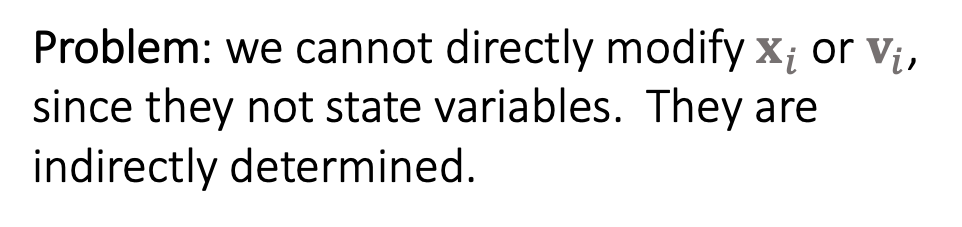 Problem: we cannot directly modify 𝐱ᵢ or 𝐯ᵢ,
since they not state variables.  They are
indirectly determined.